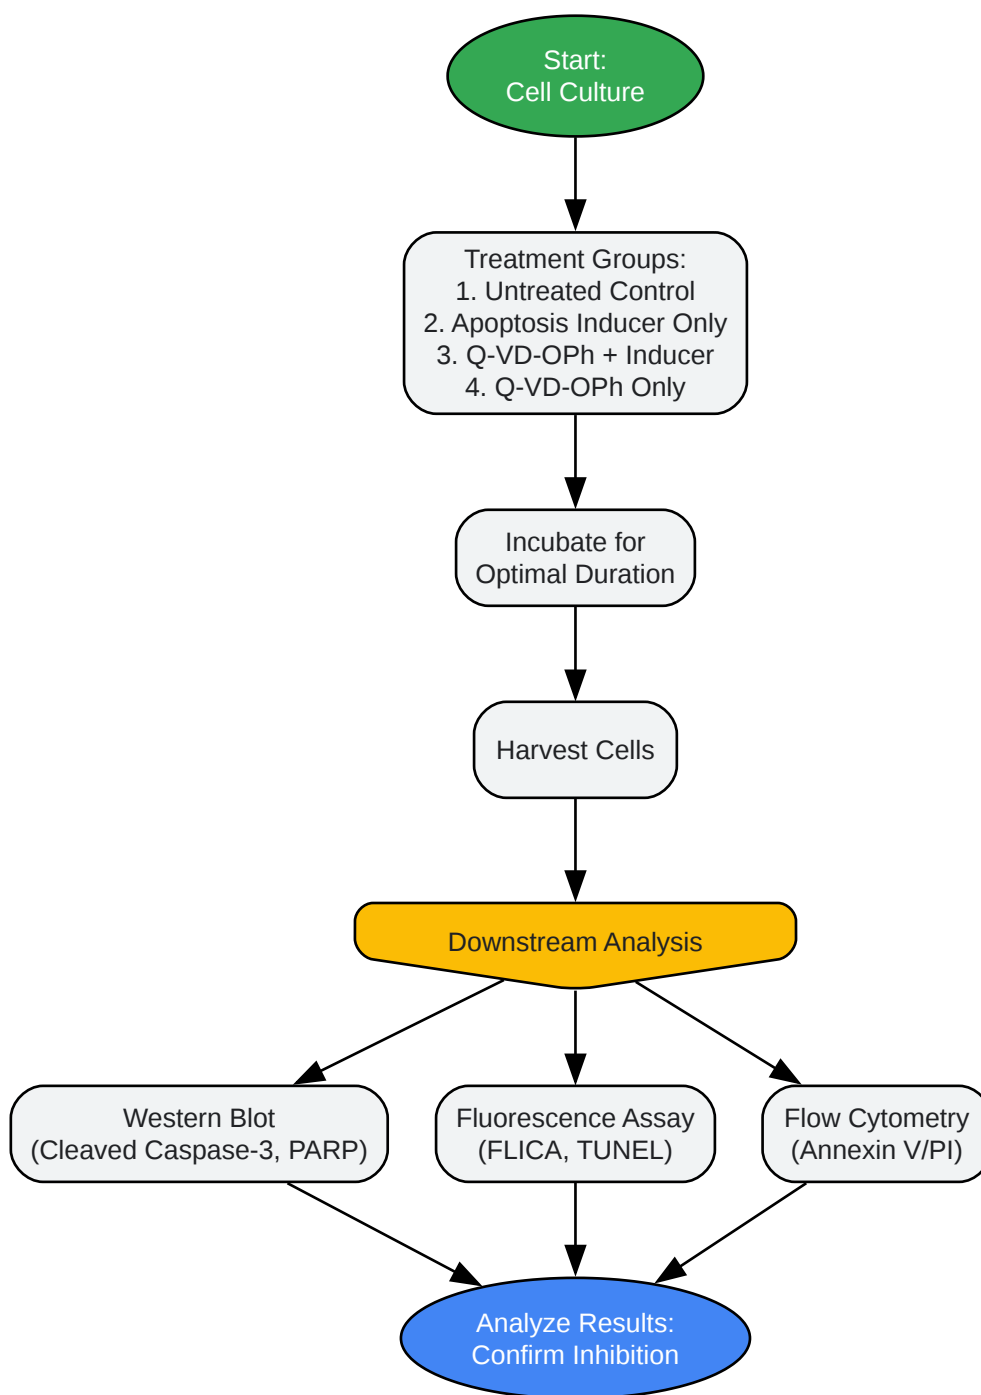 Start:
Cell Culture
Treatment Groups:
1. Untreated Control
2. Apoptosis Inducer Only
3. Q-VD-OPh + Inducer
4. Q-VD-OPh Only
Incubate for
Optimal Duration
Harvest Cells
Downstream Analysis
Western Blot
(Cleaved Caspase-3, PARP)
Fluorescence Assay
(FLICA, TUNEL)
Flow Cytometry
(Annexin V/PI)
Analyze Results:
Confirm Inhibition